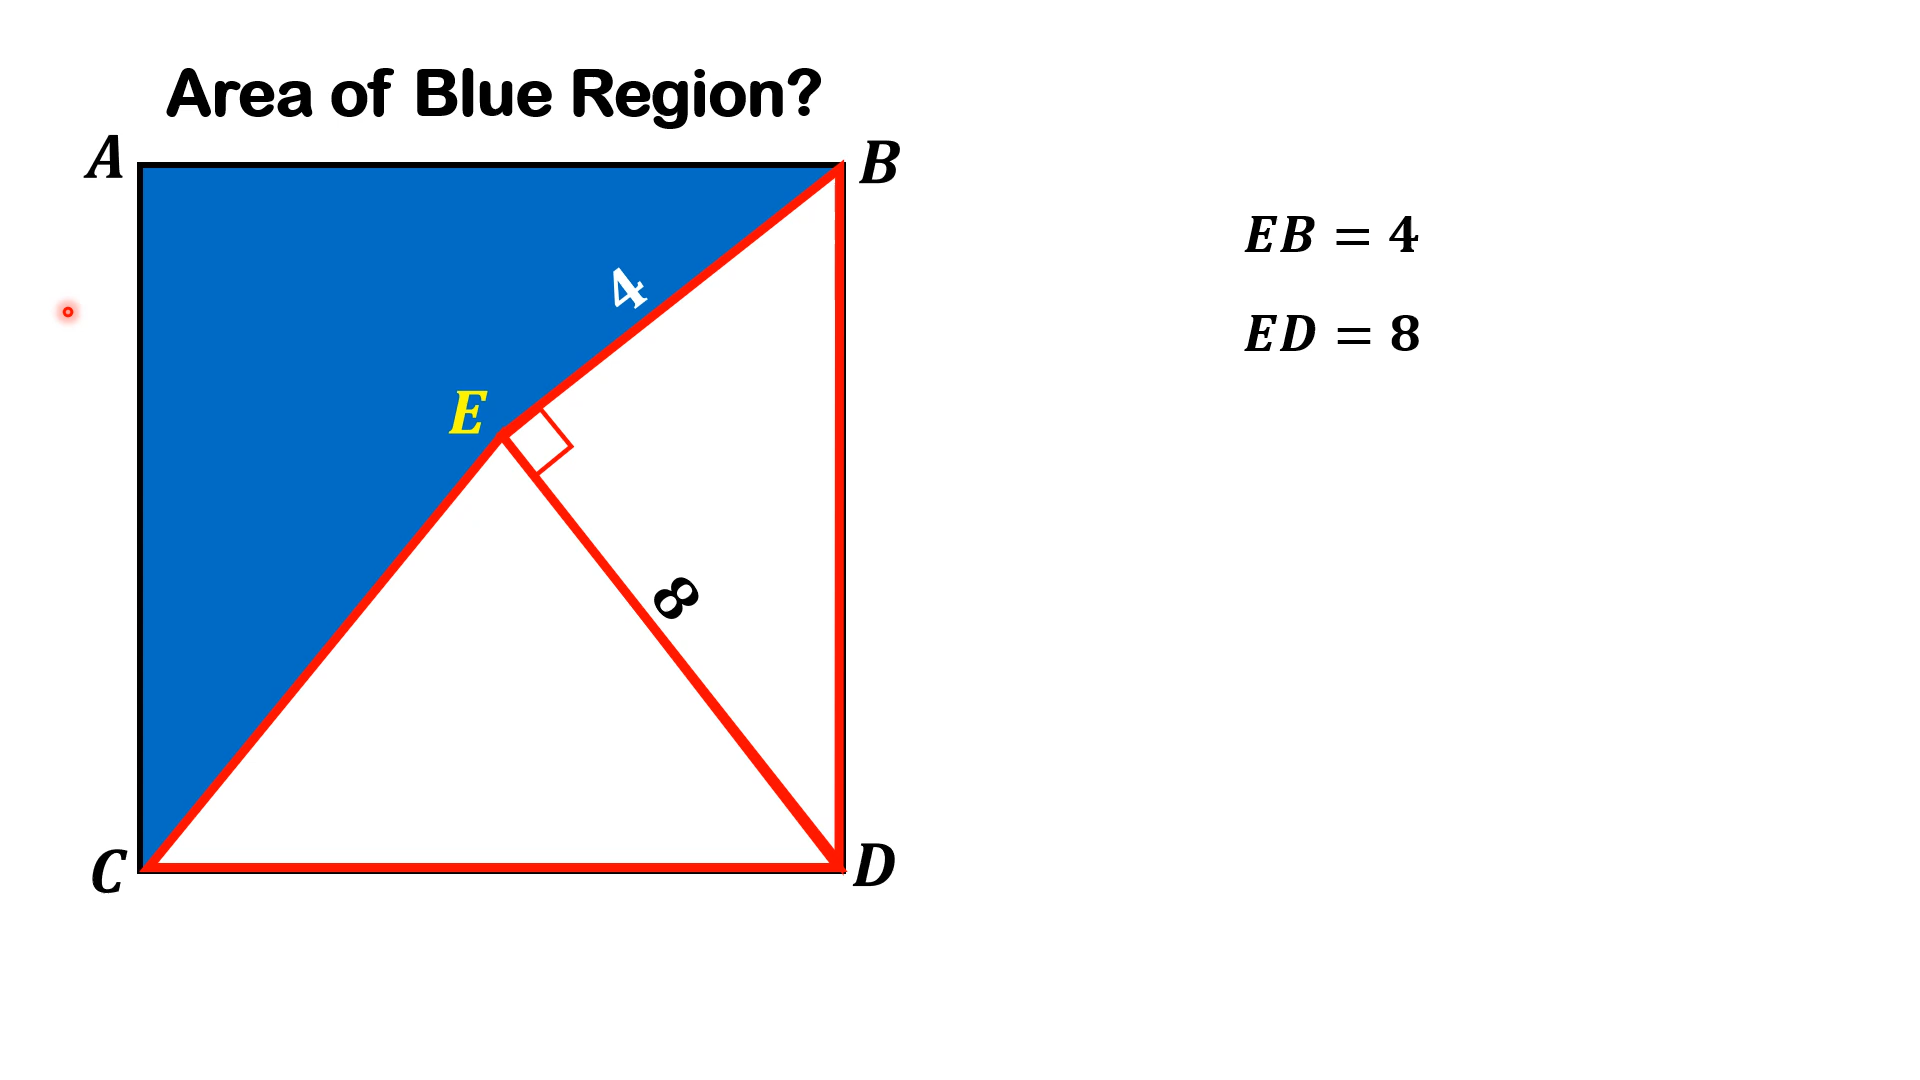 Area of Blue Region?
A
B
EB = 4
4
ED = 8
E
8
C
D